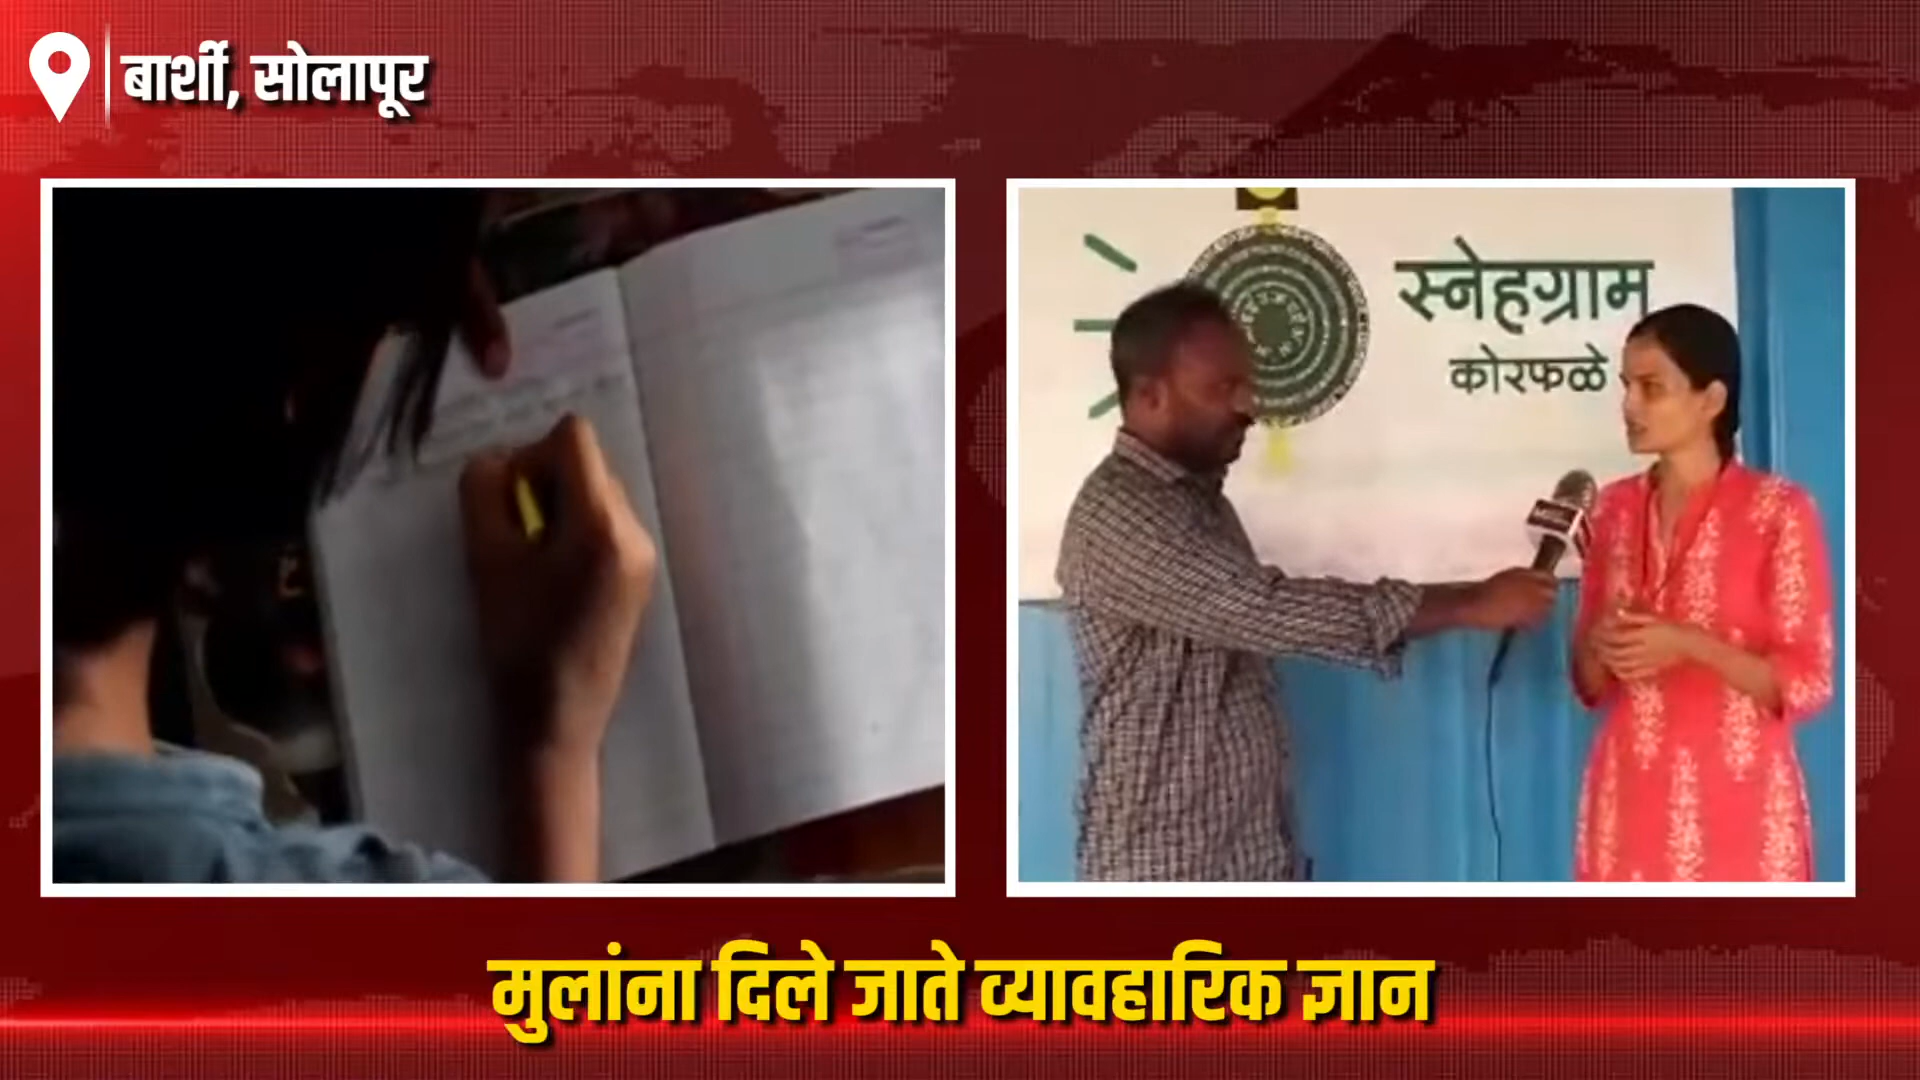 बार्शी, सोलापूर
स्नेहग्राम
कोरफळे
मुलांना दिले जाते व्यावहारिक ज्ञान